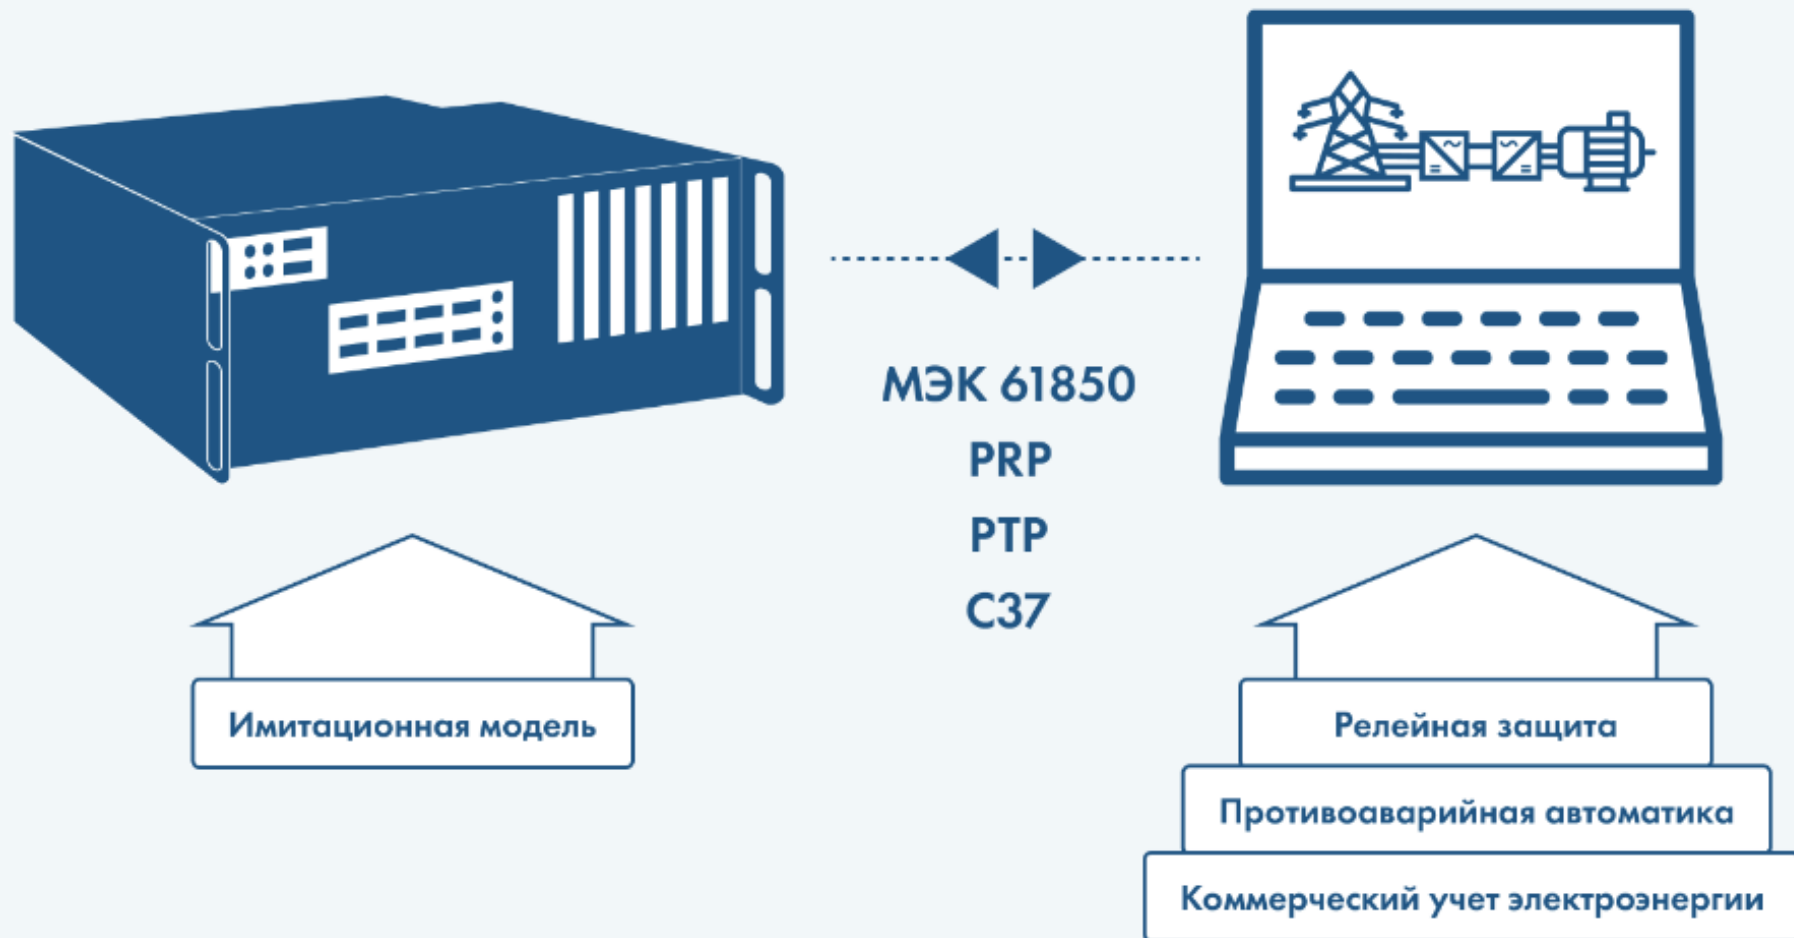 МЭК 61850
PRP
PTP
C37
Имитационная модель
Релейная защита
Противоаварийная автоматика
Коммерческий учет электроэнергии